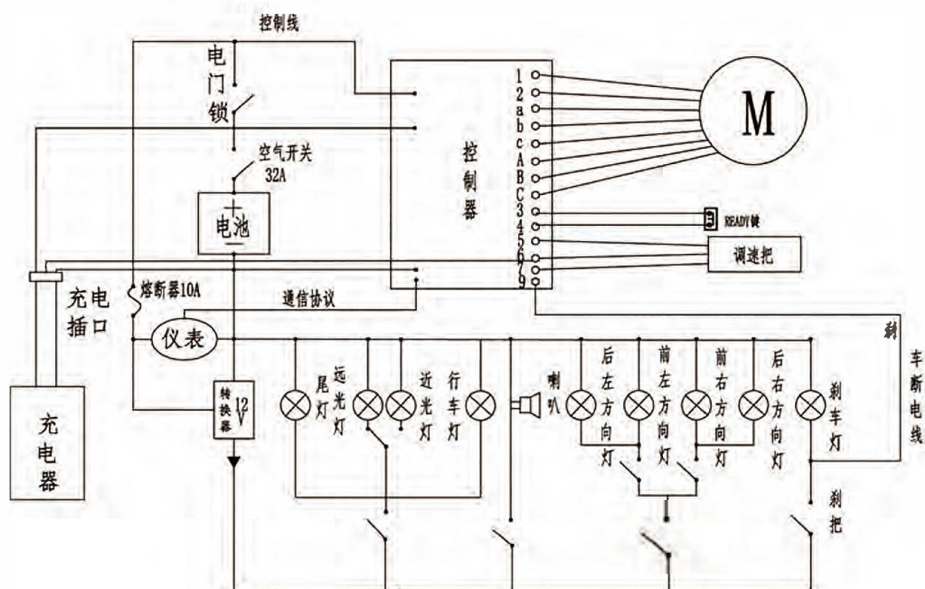 控制线
电门锁
空气开关
32A
电池
控制器
1
2
a
b
c
A
B
C
3
4
5
6
7
9
M
READY键
调速把
充电
插口
熔断器10A
通信协议
仪表
转换器
12V
充电器
尾灯
远光灯
近光灯
行车灯
喇叭
后左方向灯
前左方向灯
前右方向灯
后右方向灯
刹车灯
刹
车断电线
刹把